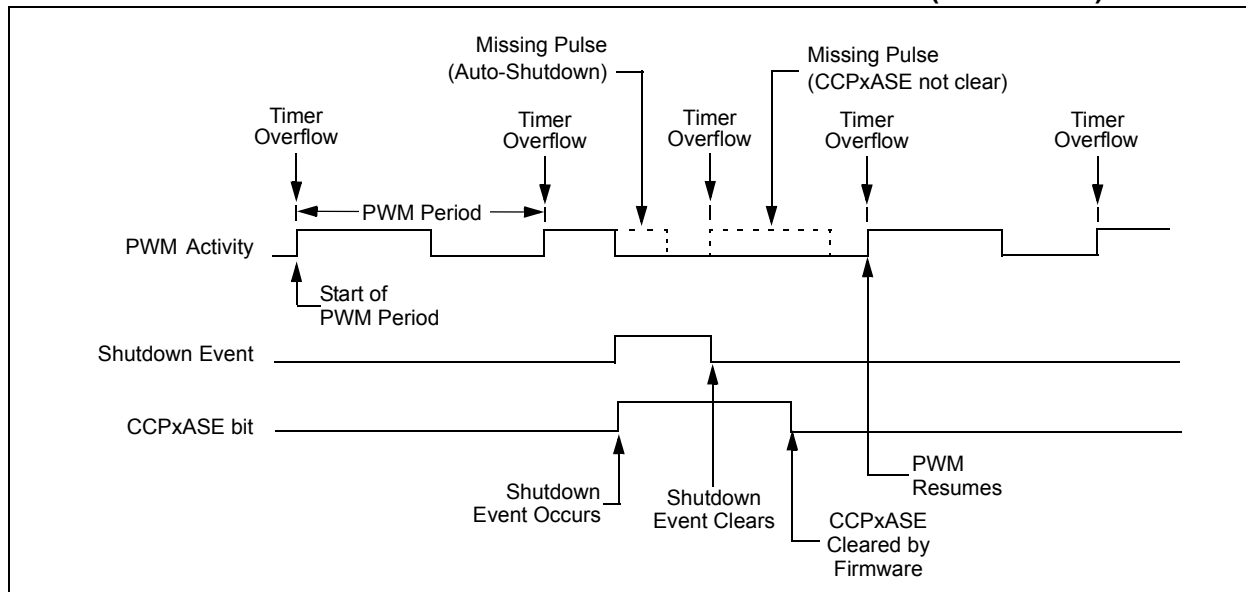 Missing Pulse
(Auto-Shutdown)
Missing Pulse
(CCPxASE not clear)
Timer
Overflow
Timer
Overflow
Timer
Overflow
Timer
Overflow
Timer
Overflow
PWM Period
PWM Activity
Start of
PWM Period
Shutdown Event
CCPxASE bit
Shutdown
Event Occurs
Shutdown
Event Clears
CCPxASE
Cleared by
Firmware
PWM
Resumes